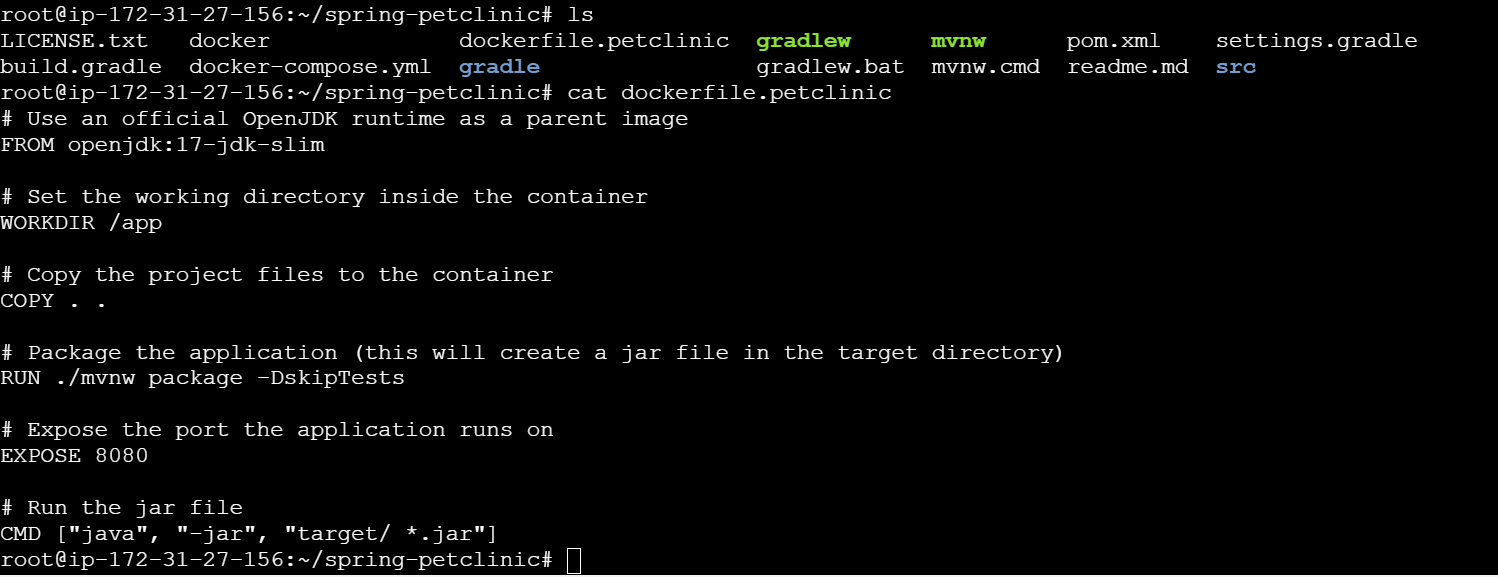 root@ip-172-31-27-156:~/spring-petclinic# ls
LICENSE.txt   docker              dockerfile.petclinic  gradlew      mvnw      pom.xml    settings.gradle
build.gradle  docker-compose.yml  gradle                gradlew.bat  mvnw.cmd  readme.md  src
root@ip-172-31-27-156:~/spring-petclinic# cat dockerfile.petclinic
# Use an official OpenJDK runtime as a parent image
FROM openjdk:17-jdk-slim

# Set the working directory inside the container
WORKDIR /app

# Copy the project files to the container
COPY . .

# Package the application (this will create a jar file in the target directory)
RUN ./mvnw package -DskipTests

# Expose the port the application runs on
EXPOSE 8080

# Run the jar file
CMD ["java", "-jar", "target/ *.jar"]
root@ip-172-31-27-156:~/spring-petclinic#